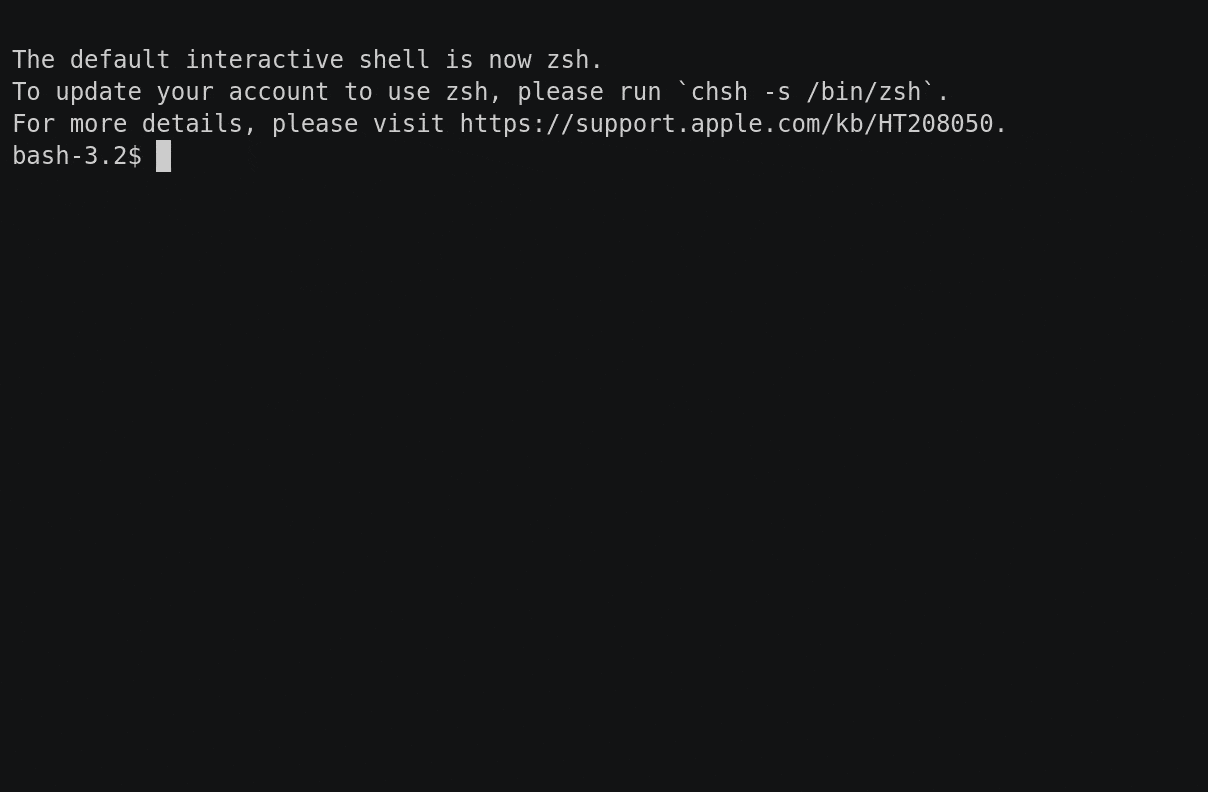 The default interactive shell is now zsh.
To update your account to use zsh, please run `chsh -s /bin/zsh`.
For more details, please visit https://support.apple.com/kb/HT208050.
bash-3.2$